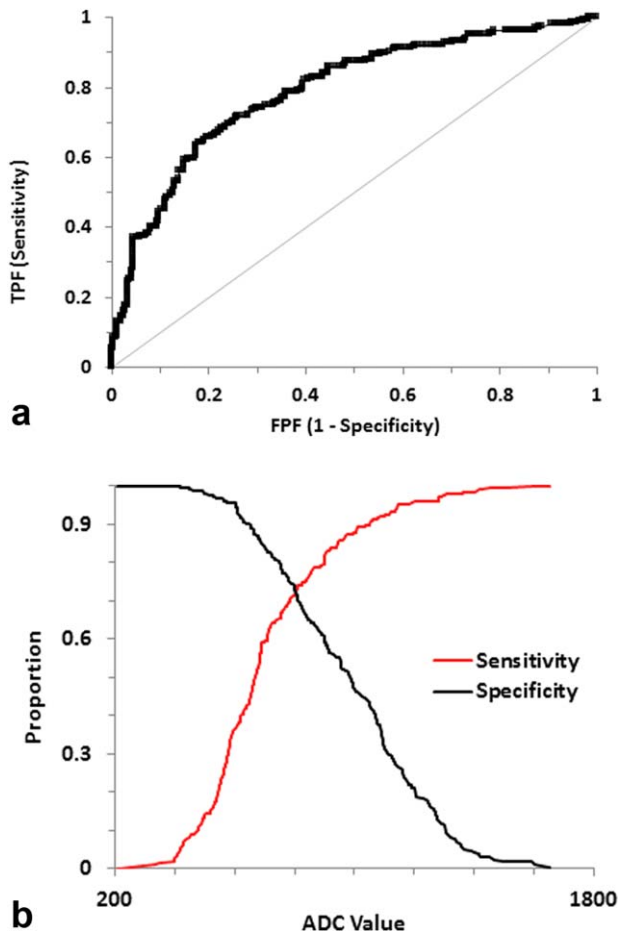 1
0.8
0.6
0.4
0.2
0
TPF (Sensitivity)
0 0.2 0.4 0.6 0.8 1
FPF (1 - Specificity)
a
0.9
0.6
0.3
0
Proportion
Sensitivity
Specificity
200 1800
ADC Value
b